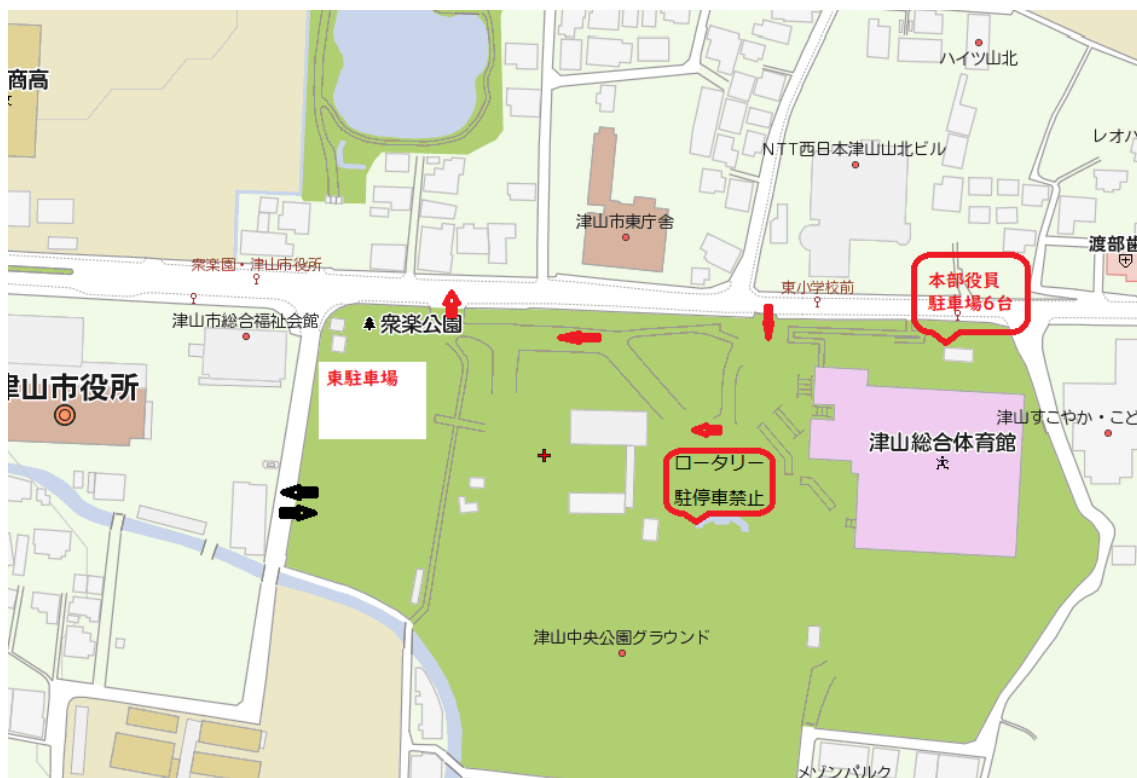 ハイツ山北
商高
レオハ
NTT西日本津山山北ビル
津山市東庁舎
渡部歯
衆楽園・津山市役所
東小学校前
本部役員
駐車場6台
津山市総合福祉会館
衆楽公園
東駐車場
津山市役所
津山すこやか・こど
津山総合体育館
ロータリー
駐停車禁止
津山中央公園グラウンド
メゾンパルク